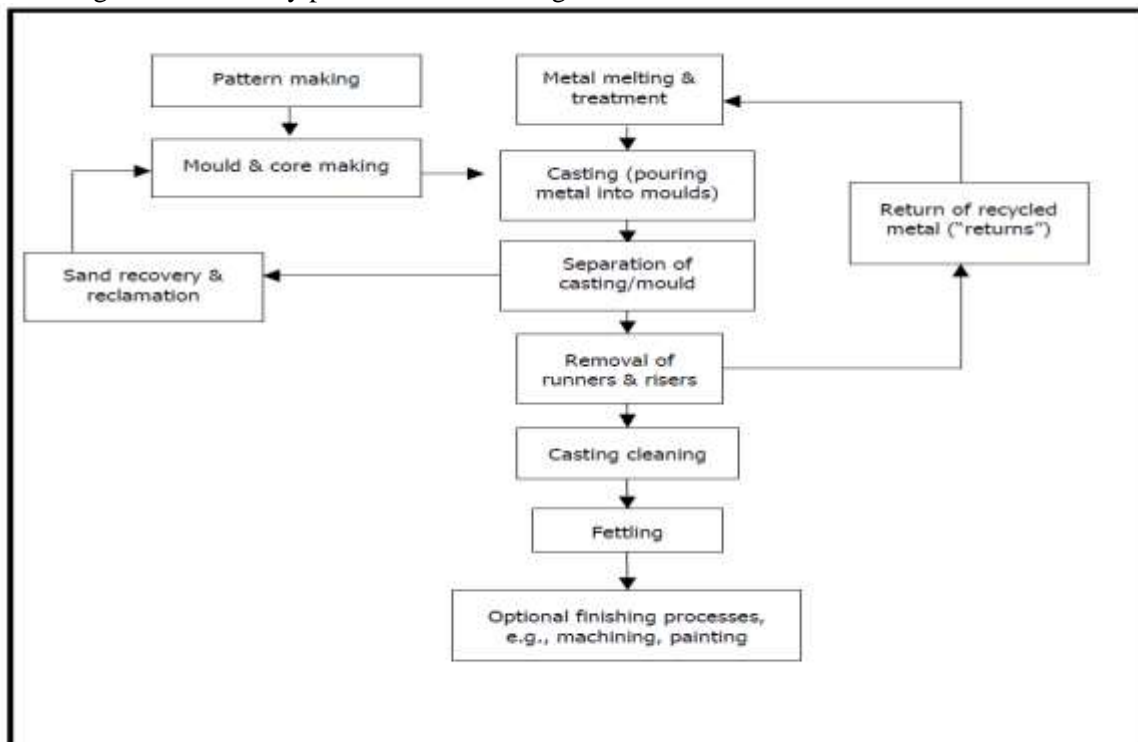 Pattern making
Metal melting &
treatment
Mould & core making
Casting (pouring
metal into moulds)
Return of recycled
metal ("returns")
Sand recovery &
reclamation
Separation of
casting/mould
Removal of
runners & risers
Casting cleaning
Fettling
Optional finishing processes,
e.g., machining, painting